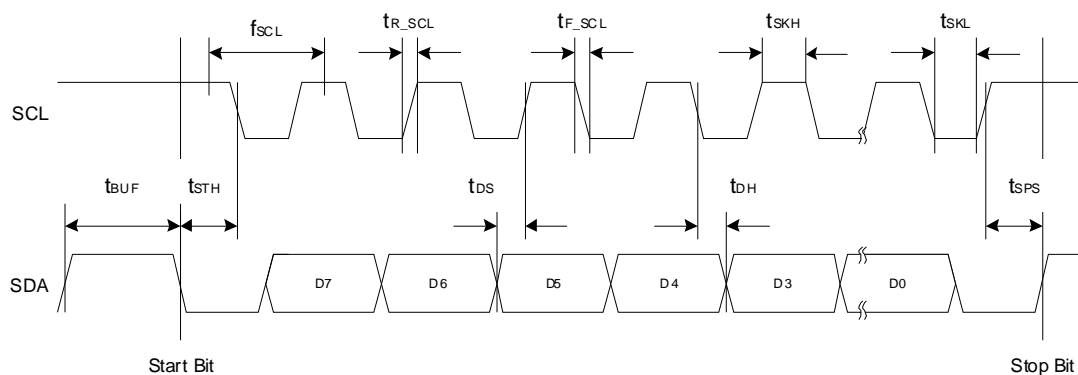 fSCL tR_SCL tF_SCL tSKH tSKL
SCL
tBUF tSTH tDS tDH tSPS
SDA D7 D6 D5 D4 D3 D0
Start Bit Stop Bit